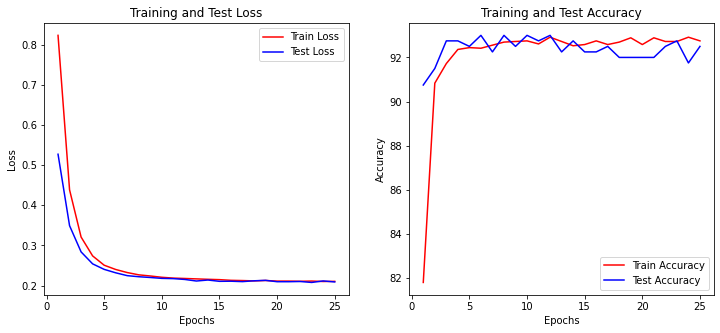 Training and Test Loss
Train Loss
Test Loss
0.8
0.7
0.6
0.5
0.4
0.3
0.2
Loss
0
5
10
15
20
25
Epochs
Training and Test Accuracy
92
90
88
86
84
82
Accuracy
Train Accuracy
Test Accuracy
0
5
10
15
20
25
Epochs